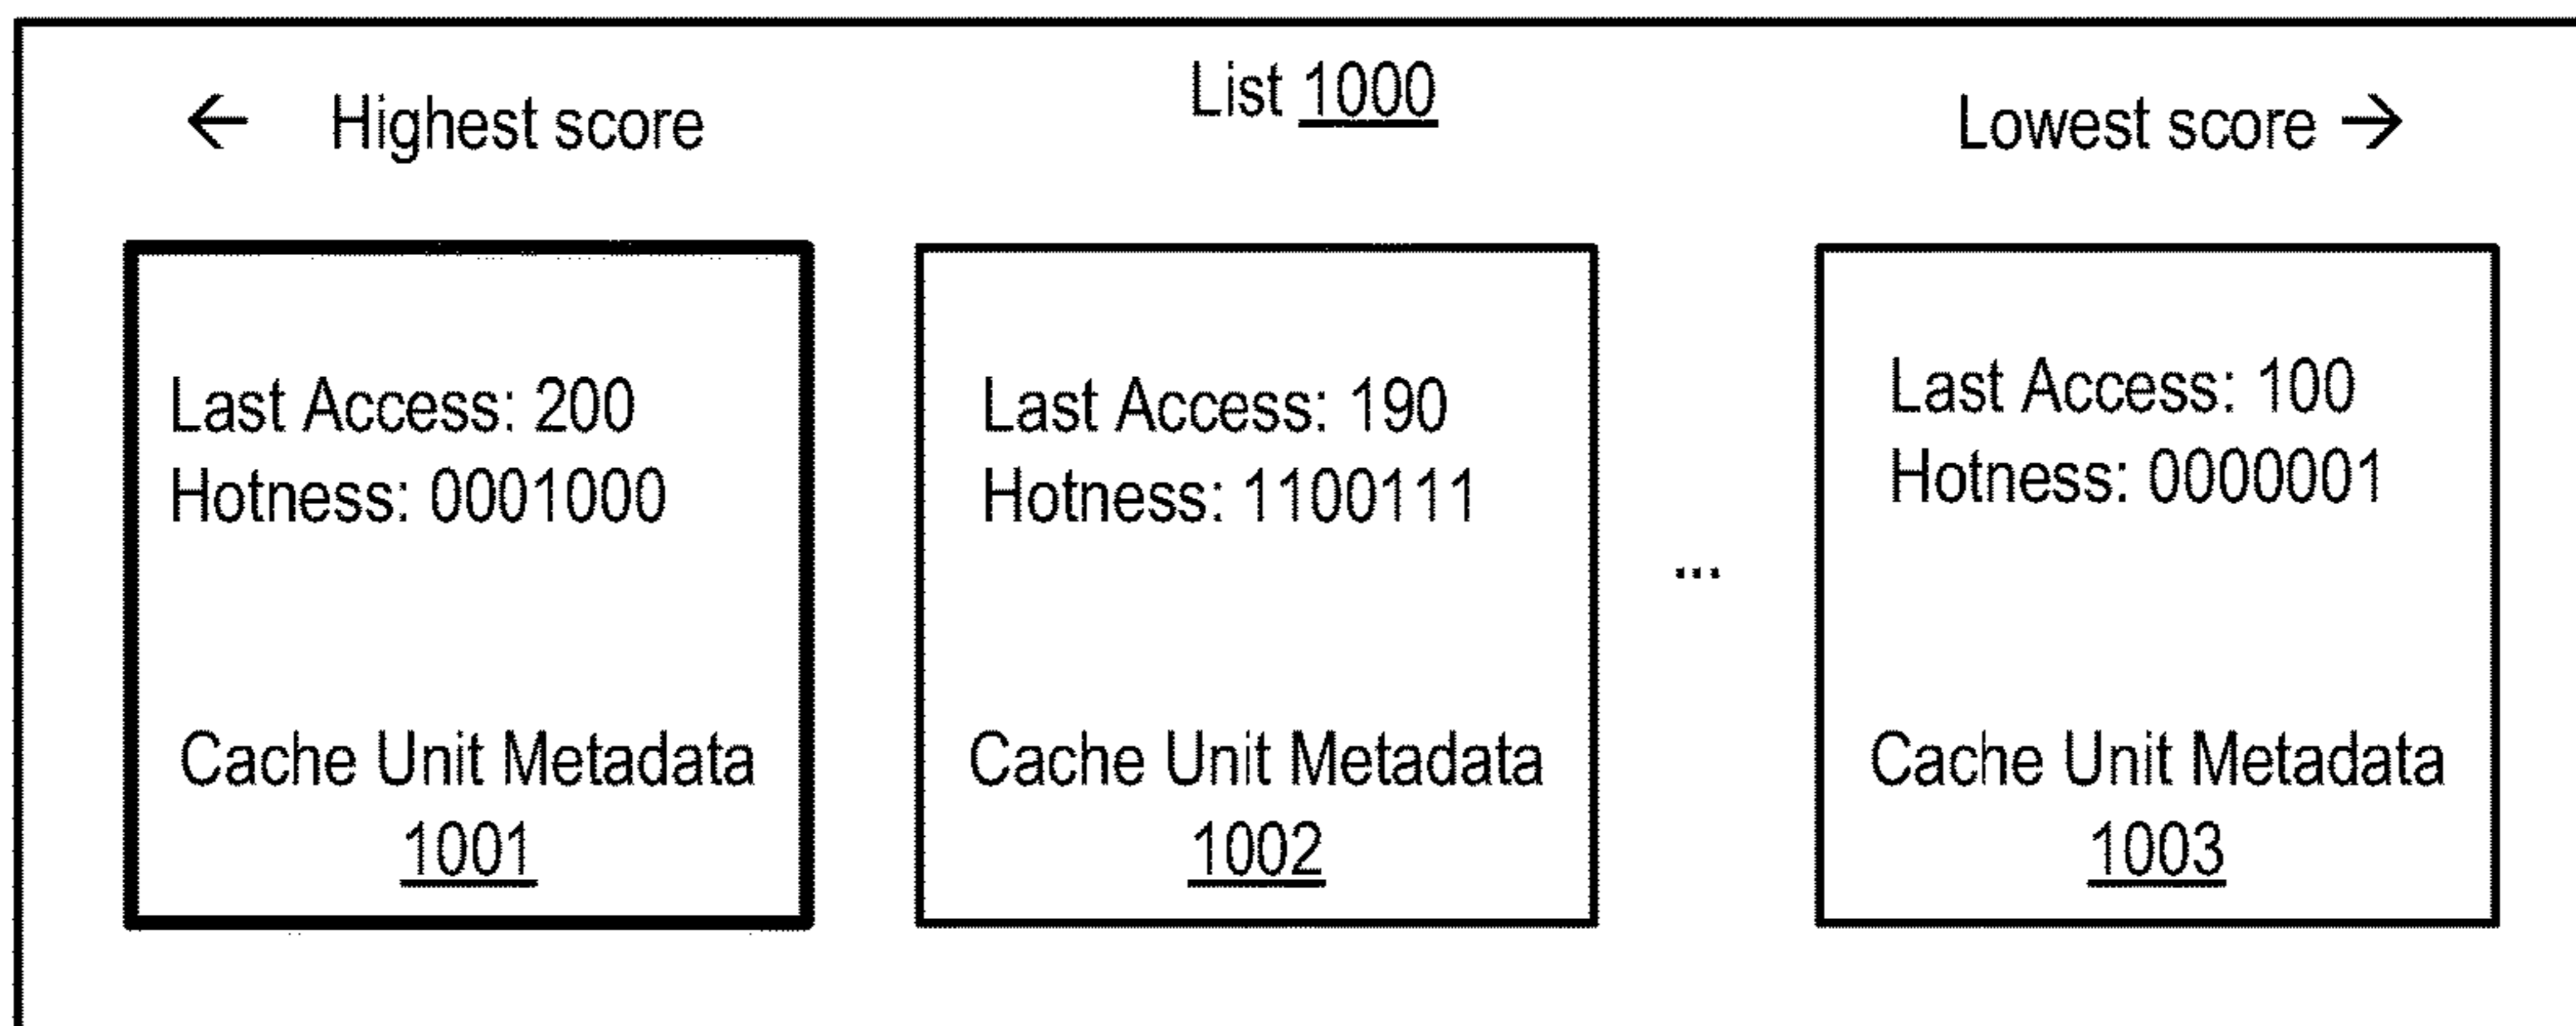 List 1000
← Highest score
Lowest score →
Last Access: 200
Hotness: 0001000
Cache Unit Metadata
1001
Last Access: 190
Hotness: 1100111
Cache Unit Metadata
1002
...
Last Access: 100
Hotness: 0000001
Cache Unit Metadata
1003